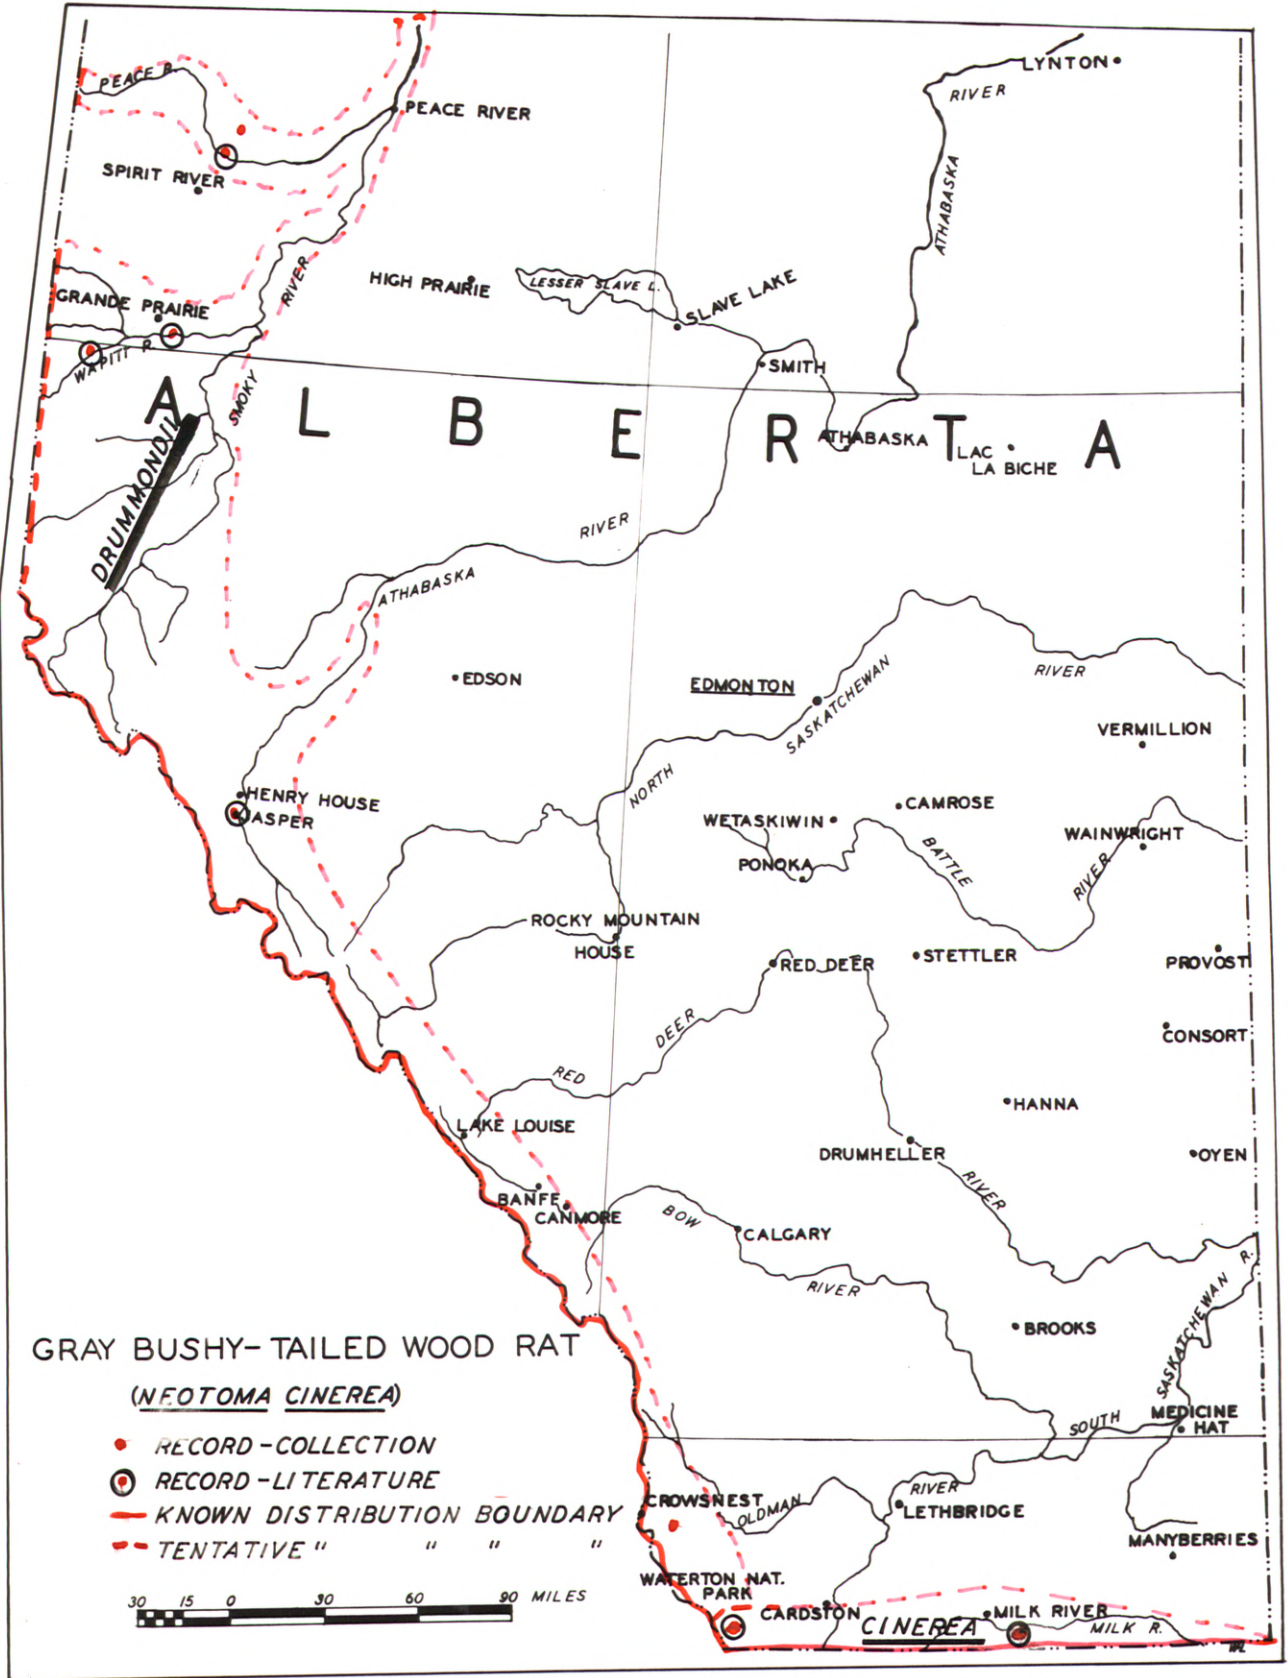 LYNTON
PEACE R.
RIVER
PEACE RIVER
SPIRIT RIVER
ATHABASKA
RIVER
HIGH PRAIRIE
LESSER SLAVE L.
SLAVE LAKE
GRANDE PRAIRIE
WAPITI R.
SMITH
SMOKY
ALBERTA
ATHABASKA
LAC
LA BICHE
DRUMMONDII
RIVER
ATHABASKA
EDSON
EDMONTON
SASKATCHEWAN
RIVER
VERMILLION
NORTH
HENRY HOUSE
JASPER
CAMROSE
WETASKIWIN
WAINWRIGHT
PONOKA
BATTLE
RIVER
ROCKY MOUNTAIN
HOUSE
RED DEER
STETTLER
PROVOST
DEER
CONSORT
RED
HANNA
LAKE LOUISE
DRUMHELLER
OYEN
RIVER
BANFF
CANMORE
BOW
CALGARY
RIVER
SASKATCHEWAN R.
BROOKS
GRAY BUSHY-TAILED WOOD RAT
(NEOTOMA CINEREA)
RECORD-COLLECTION
RECORD-LITERATURE
KNOWN DISTRIBUTION BOUNDARY
TENTATIVE " " " "
30 15 0 30 60 90 MILES
SOUTH
MEDICINE
HAT
CROWSNEST
OLDMAN
RIVER
LETHBRIDGE
MANYBERRIES
WATERTON NAT.
PARK
CARDSTON
CINEREA
MILK RIVER
MILK R.